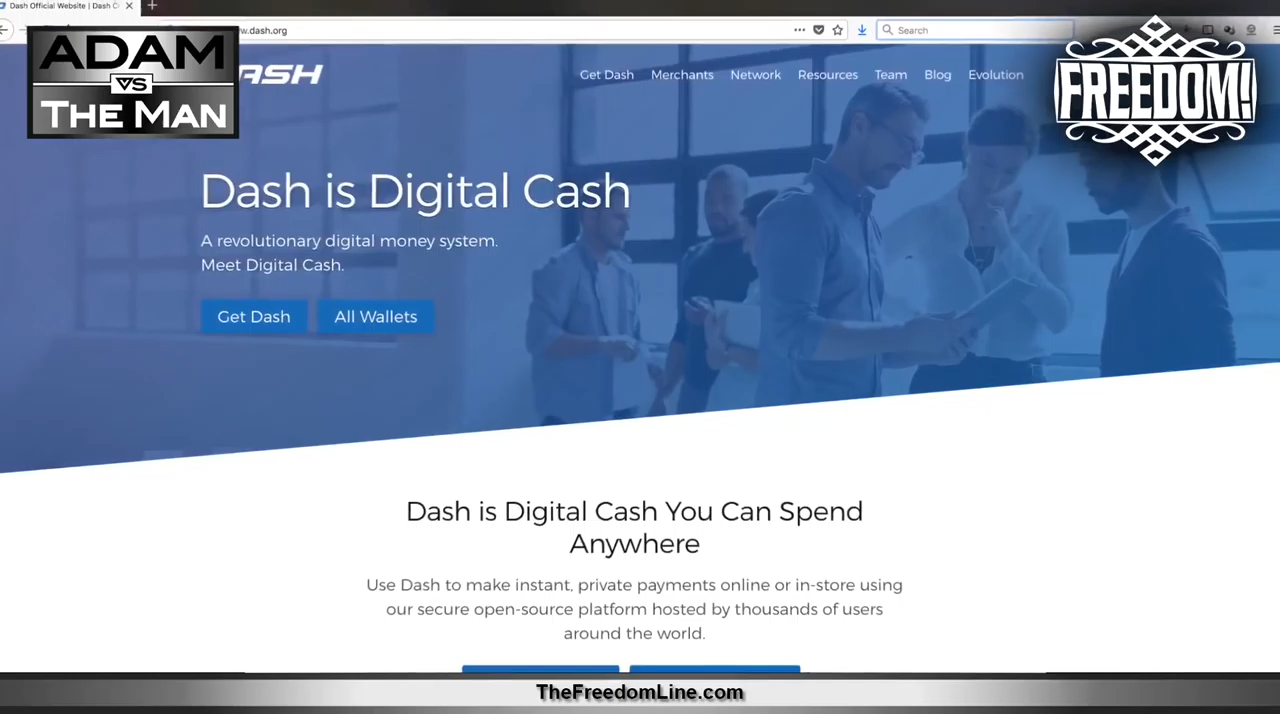 Dash Official Website | Dash
www.dash.org
Search
ADAM
VS
THE MAN
DASH
Get Dash Merchants Network Resources Team Blog Evolution
FREEDOM!
Dash is Digital Cash
A revolutionary digital money system.
Meet Digital Cash.
Get Dash All Wallets
Dash is Digital Cash You Can Spend
Anywhere
Use Dash to make instant, private payments online or in-store using
our secure open-source platform hosted by thousands of users
around the world.
TheFreedomLine.com